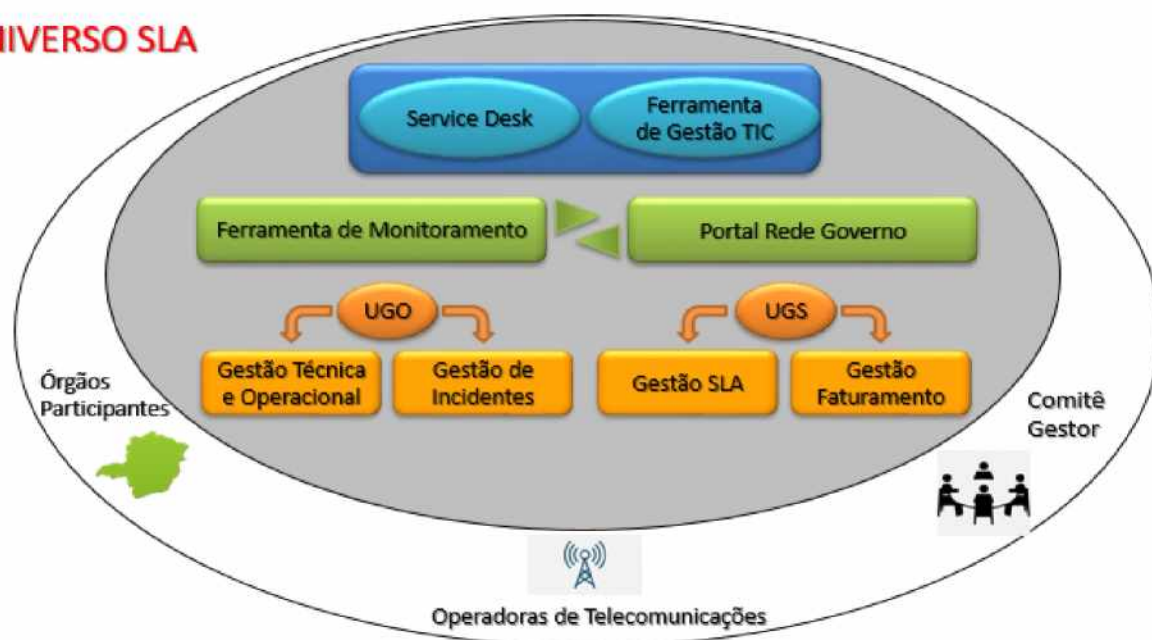 NIVERSO SLA
Service Desk
Ferramenta
de Gestão TIC
Ferramenta de Monitoramento
Portal Rede Governo
UGO
UGS
Gestão Técnica
e Operacional
Gestão de
Incidentes
Gestão SLA
Gestão
Faturamento
Órgãos
Participantes
Comitê
Gestor
Operadoras de Telecomunicações